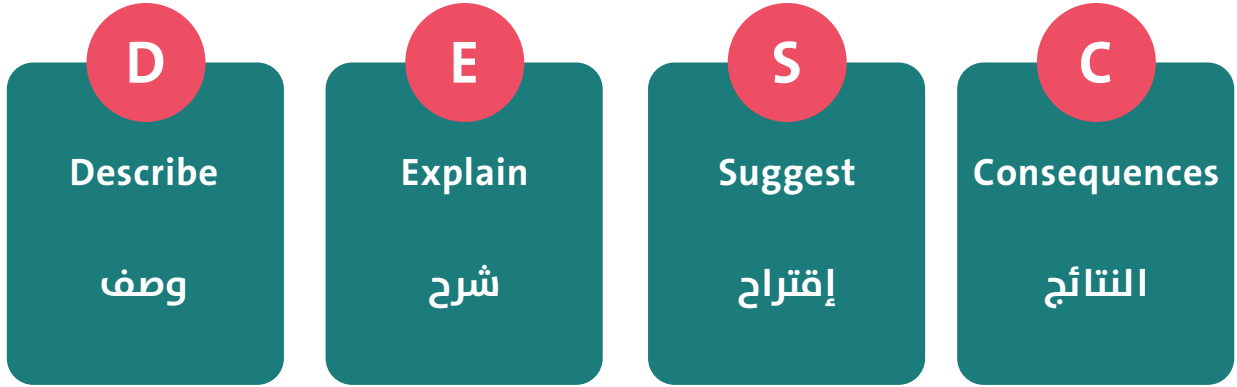 D
Describe
وصف
E
Explain
شرح
S
Suggest
إقتراح
C
Consequences
النتائج